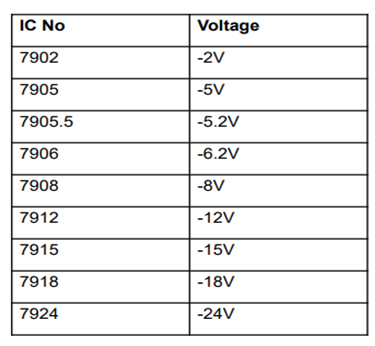 IC No Voltage
7902 -2V
7905 -5V
7905.5 -5.2V
7906 -6.2V
7908 -8V
7912 -12V
7915 -15V
7918 -18V
7924 -24V